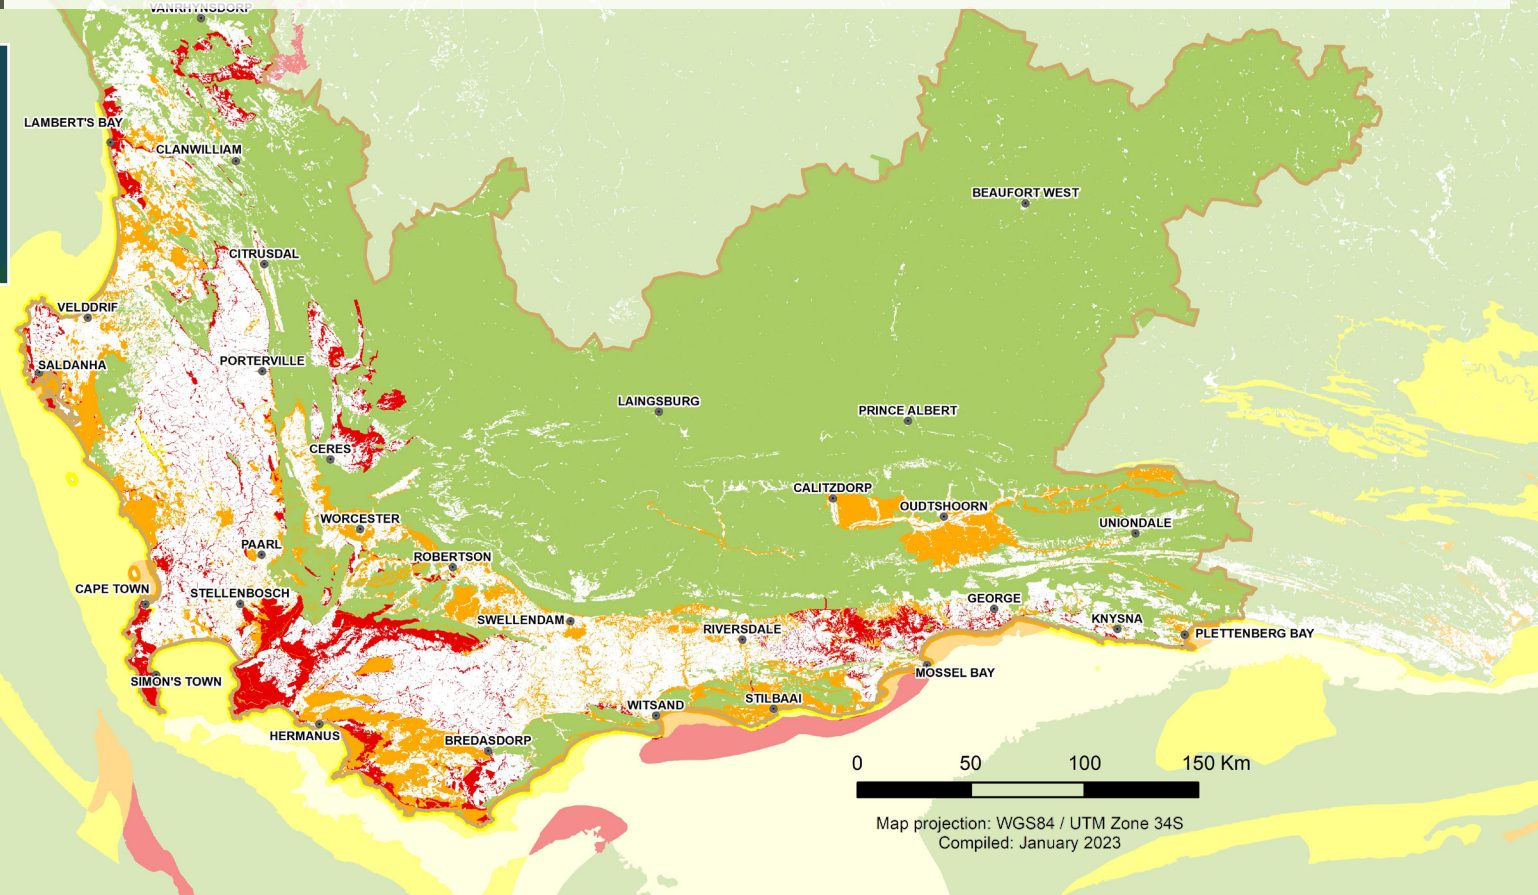 VANRHYNSDORP
LAMBERT'S BAY
CLANWILLIAM
BEAUFORT WEST
CITRUSDAL
VELDDRIF
SALDANHA
PORTERVILLE
LAINGSBURG
PRINCE ALBERT
CERES
CALITZDORP
OUDTSHOORN
WORCESTER
UNIONDALE
PAARL
ROBERTSON
CAPE TOWN
STELLENBOSCH
GEORGE
SWELLENDAM
KNYSNA
RIVERSDALE
PLETTENBERG BAY
MOSSEL BAY
SIMON'S TOWN
STILBAAI
WITSAND
HERMANUS
BREDASDORP
0 50 100 150 Km
Map projection: WGS84 / UTM Zone 34S
Compiled: January 2023